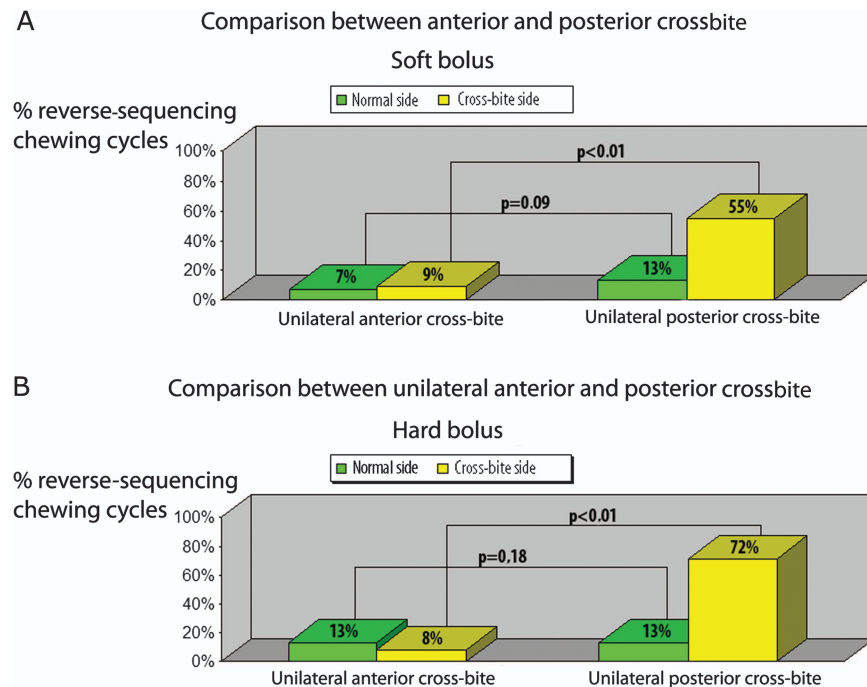 A
Comparison between anterior and posterior crossbite
Soft bolus
Normal side Cross-bite side
% reverse-sequencing
chewing cycles
100%
80%
60%
40%
20%
0%
p<0.01
p=0.09
7%
9%
13%
55%
Unilateral anterior cross-bite
Unilateral posterior cross-bite
B
Comparison between unilateral anterior and posterior crossbite
Hard bolus
Normal side Cross-bite side
% reverse-sequencing
chewing cycles
100%
80%
60%
40%
20%
0%
p<0.01
p=0,18
13%
8%
13%
72%
Unilateral anterior cross-bite
Unilateral posterior cross-bite